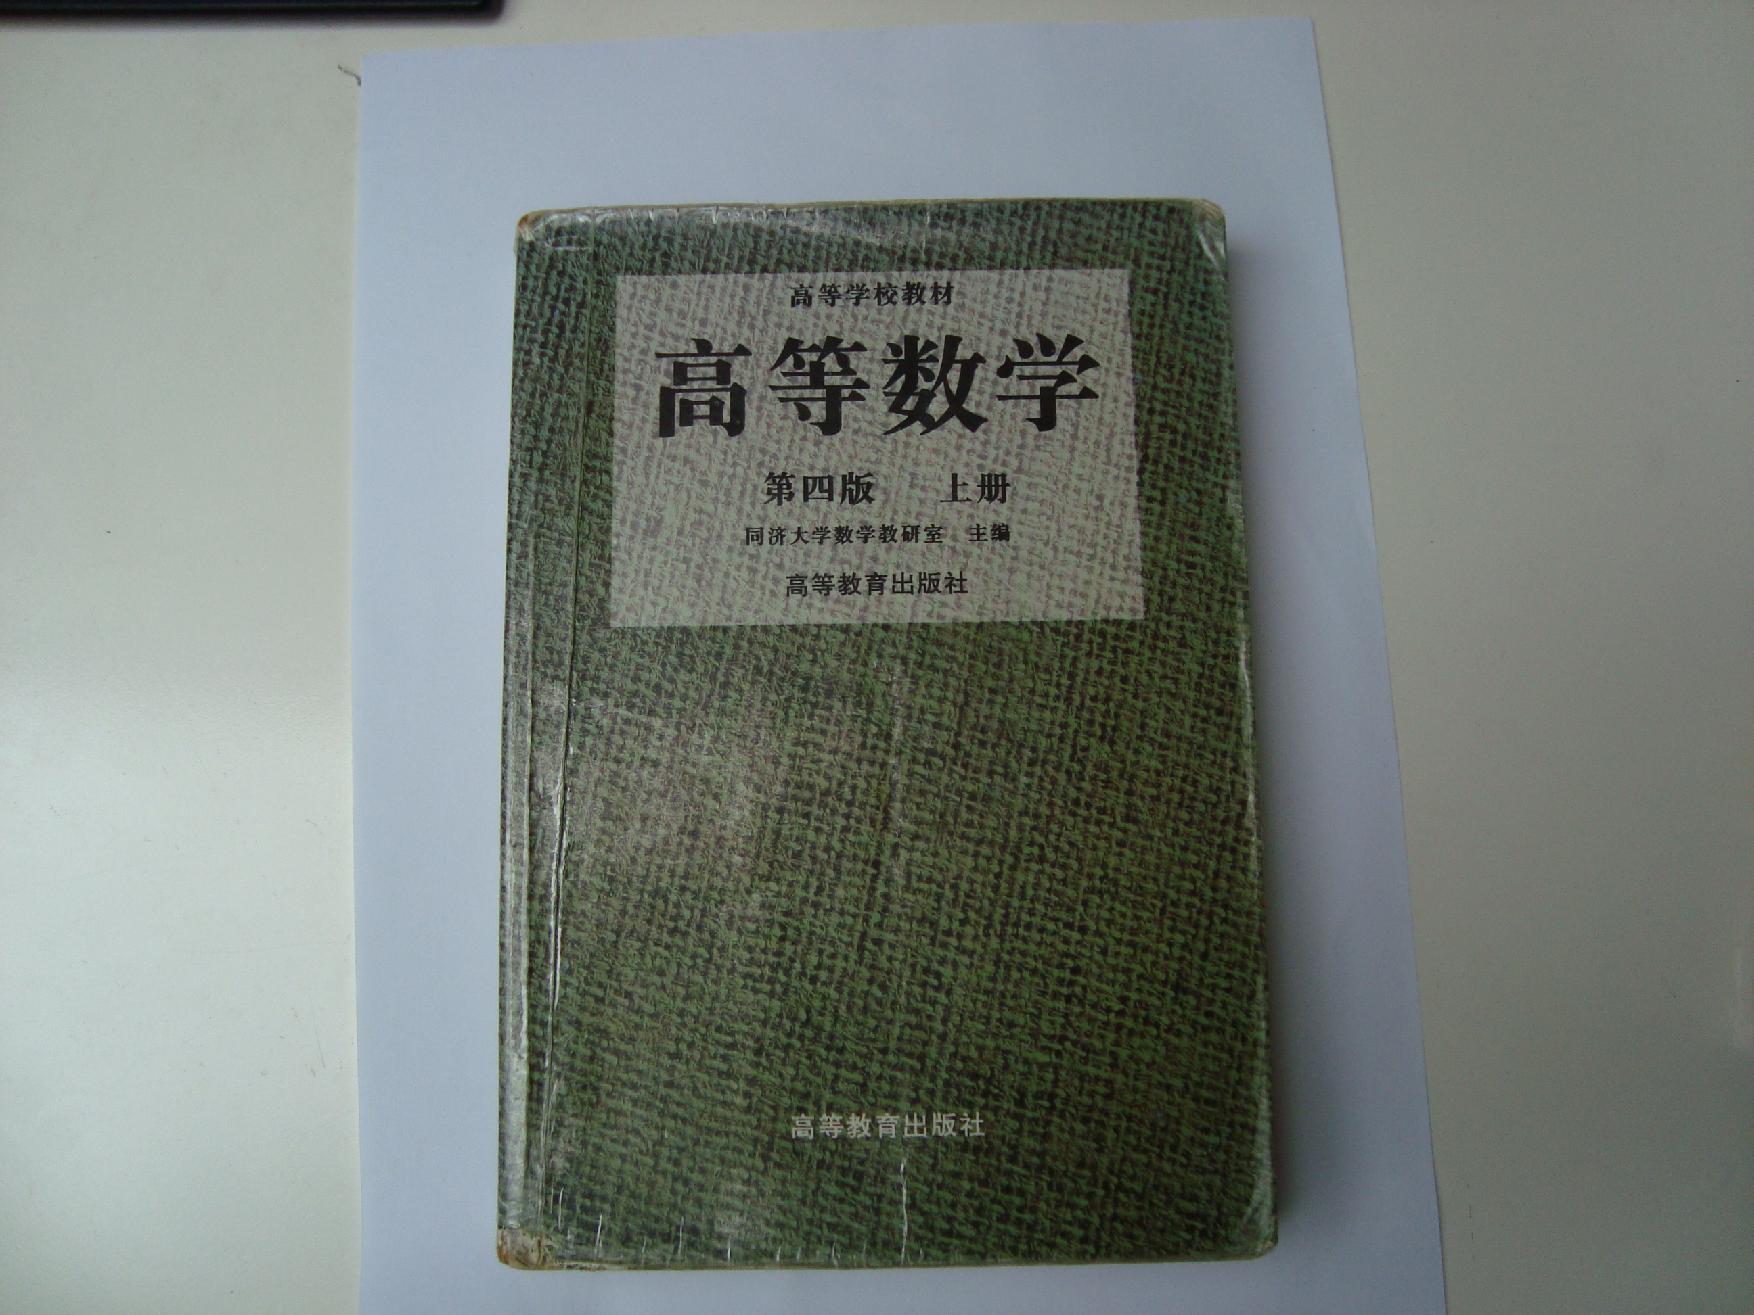 高等学校教材
高等数学
第四版 上册
同济大学数学教研室 主编
高等教育出版社
高等教育出版社